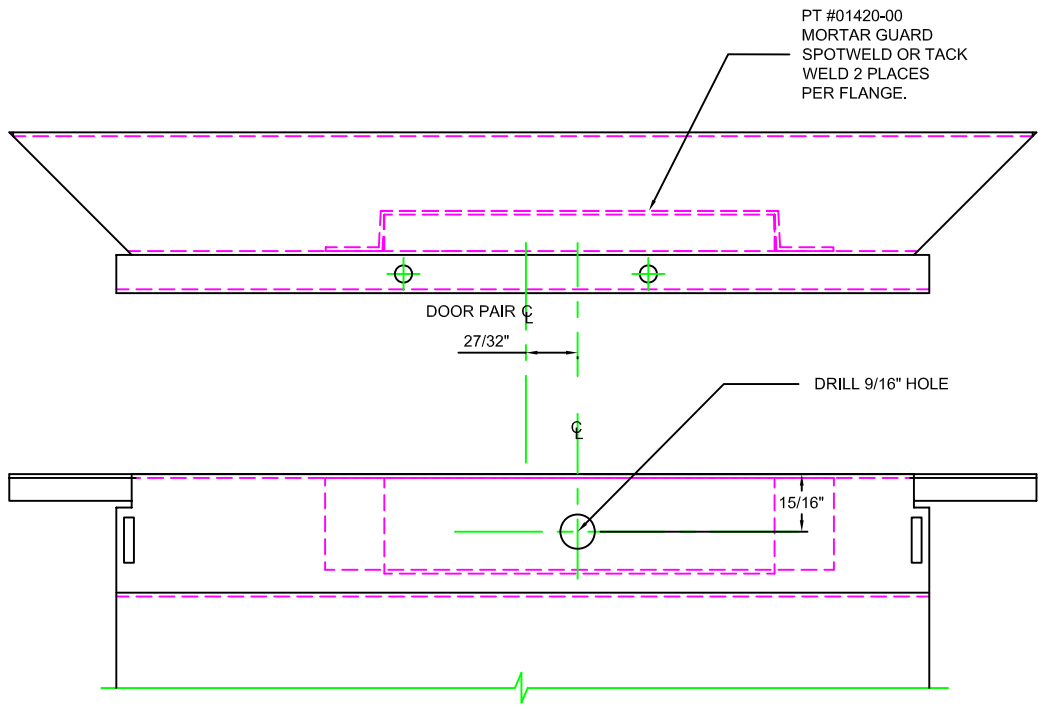 PT #01420-00
MORTAR GUARD
SPOTWELD OR TACK
WELD 2 PLACES
PER FLANGE.
DOOR PAIR ℄
27/32"
DRILL 9/16" HOLE
℄
15/16"